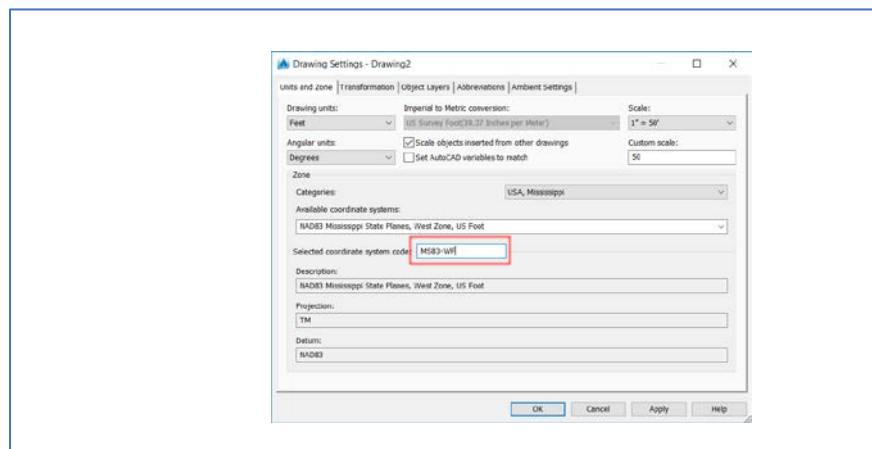 Drawing Settings - Drawing2
Units and Zone Transformation Object Layers Abbreviations Ambient Settings
Drawing units: Imperial to Metric conversion: Scale:
Feet US Survey Foot(39.37 Inches per Meter) 1" = 50'
Angular units: Scale objects inserted from other drawings Custom scale:
Degrees Set AutoCAD variables to match 50
Zone
Categories: USA, Mississippi
Available coordinate systems:
NAD83 Mississippi State Planes, West Zone, US Foot
Selected coordinate system code: MS83-WF
Description:
NAD83 Mississippi State Planes, West Zone, US Foot
Projection:
TM
Datum:
NAD83
OK Cancel Apply Help